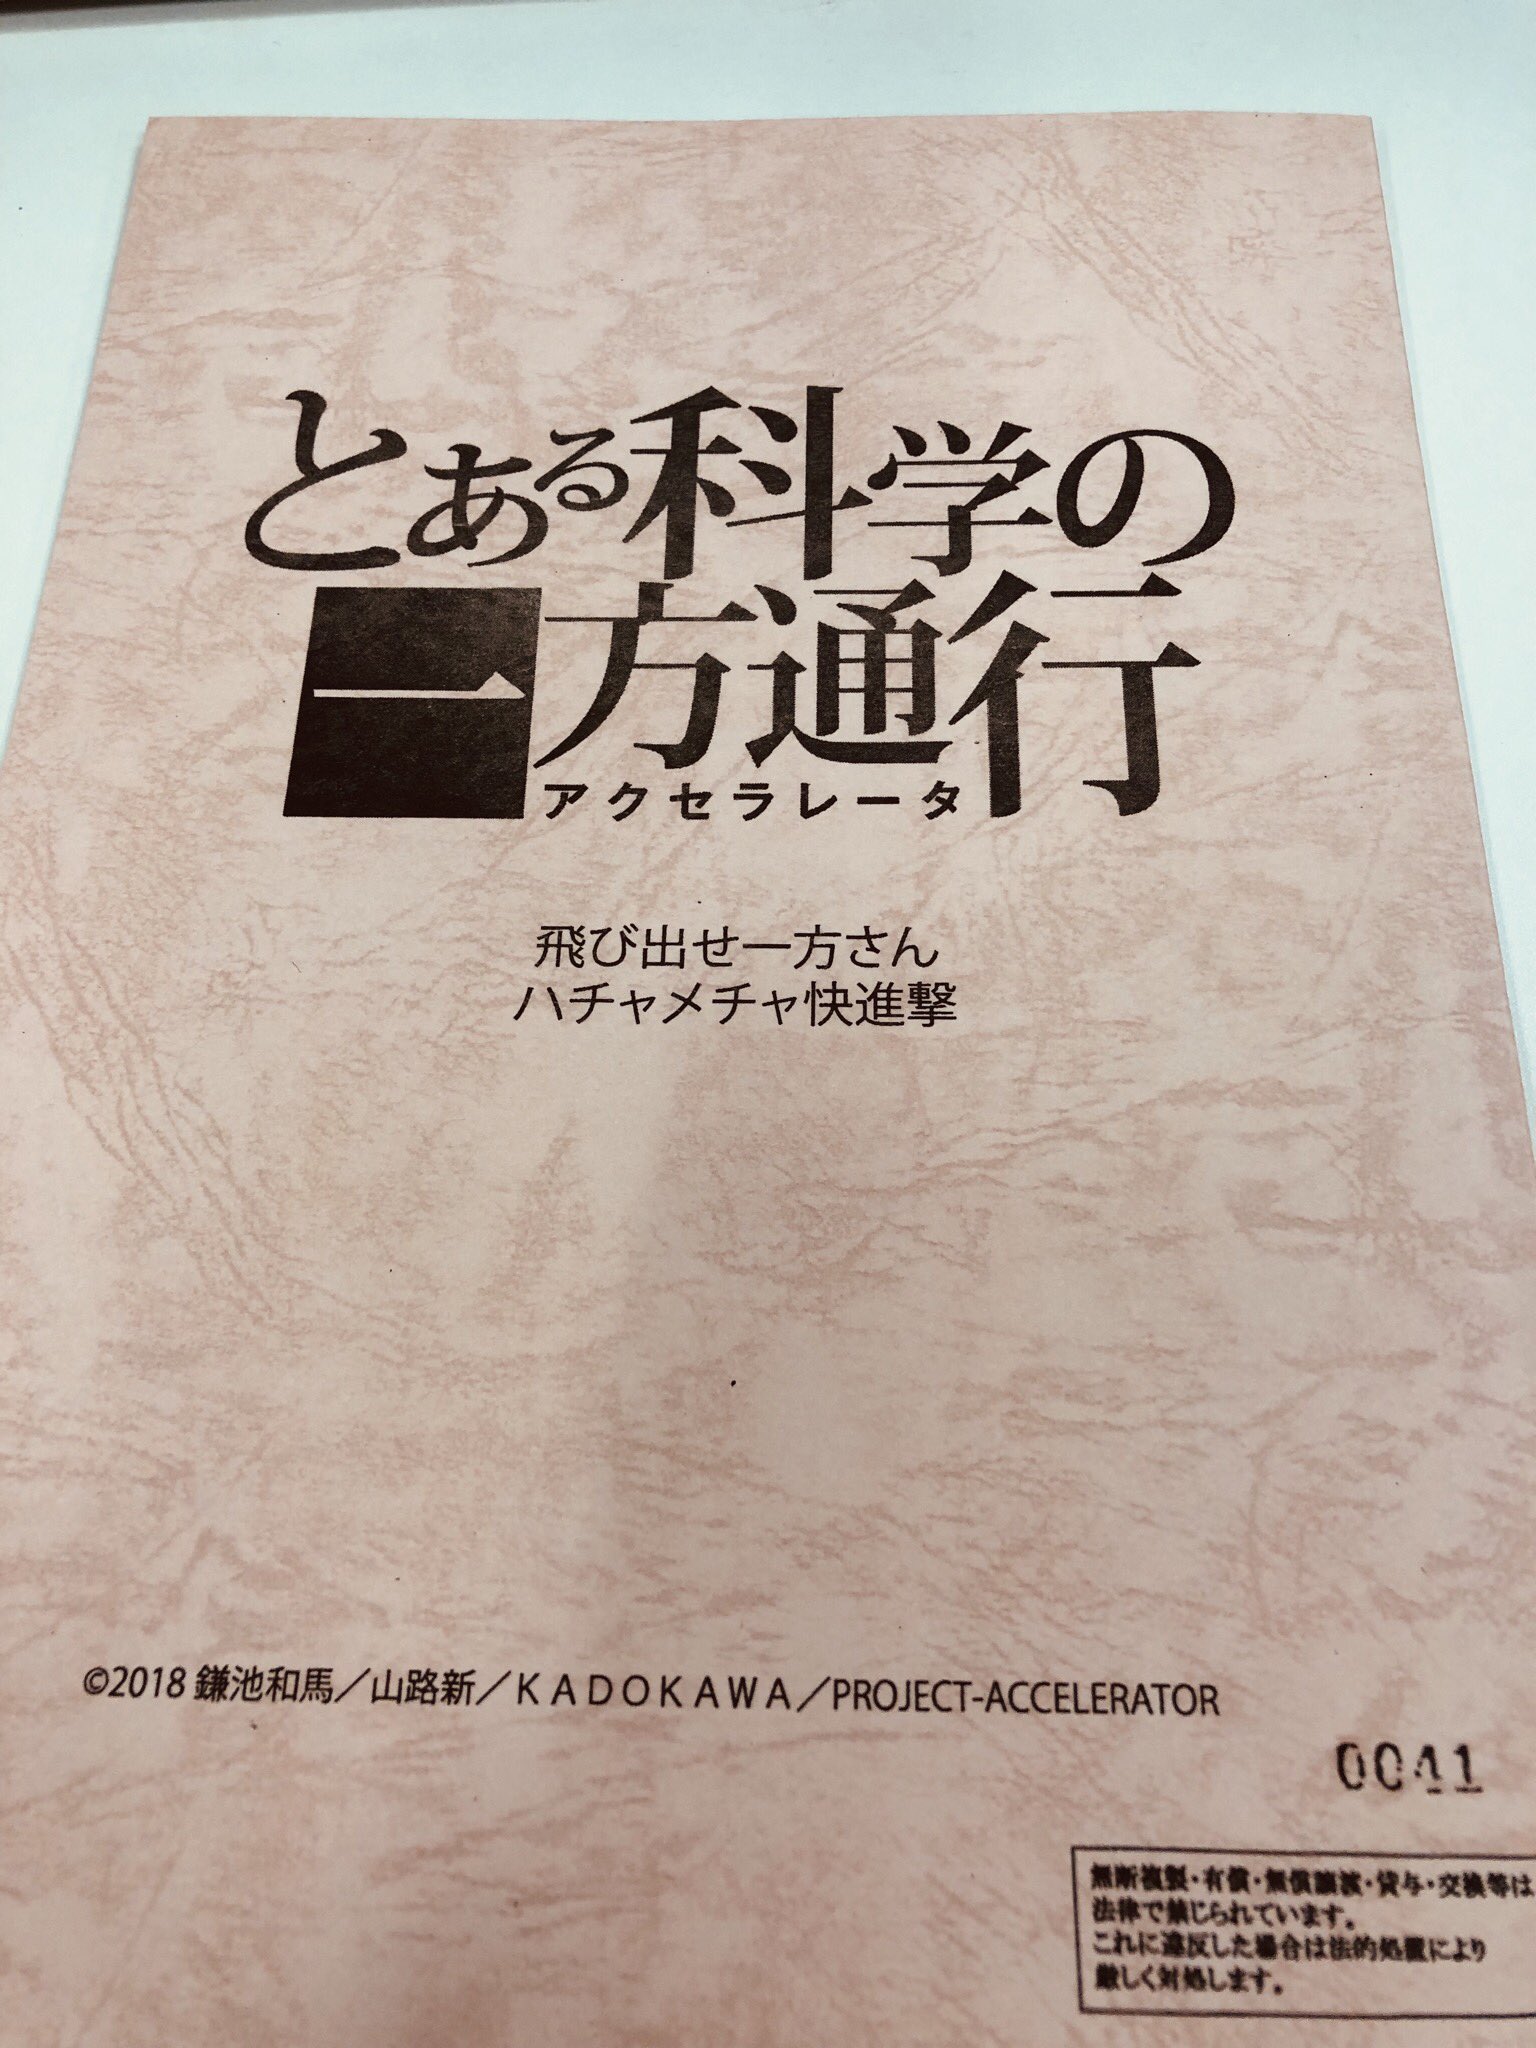 とある科学の
一方通行
アクセラレータ
飛び出せ一方さん
ハチャメチャ快進撃
©2018 鎌池和馬／山路新／ＫＡＤＯＫＡＷＡ／PROJECT-ACCELERATOR
0041
無断複製・有償・無償譲渡・貸与・交換等は
法律で禁じられています。
これに違反した場合は法的処置により
厳しく対処します。